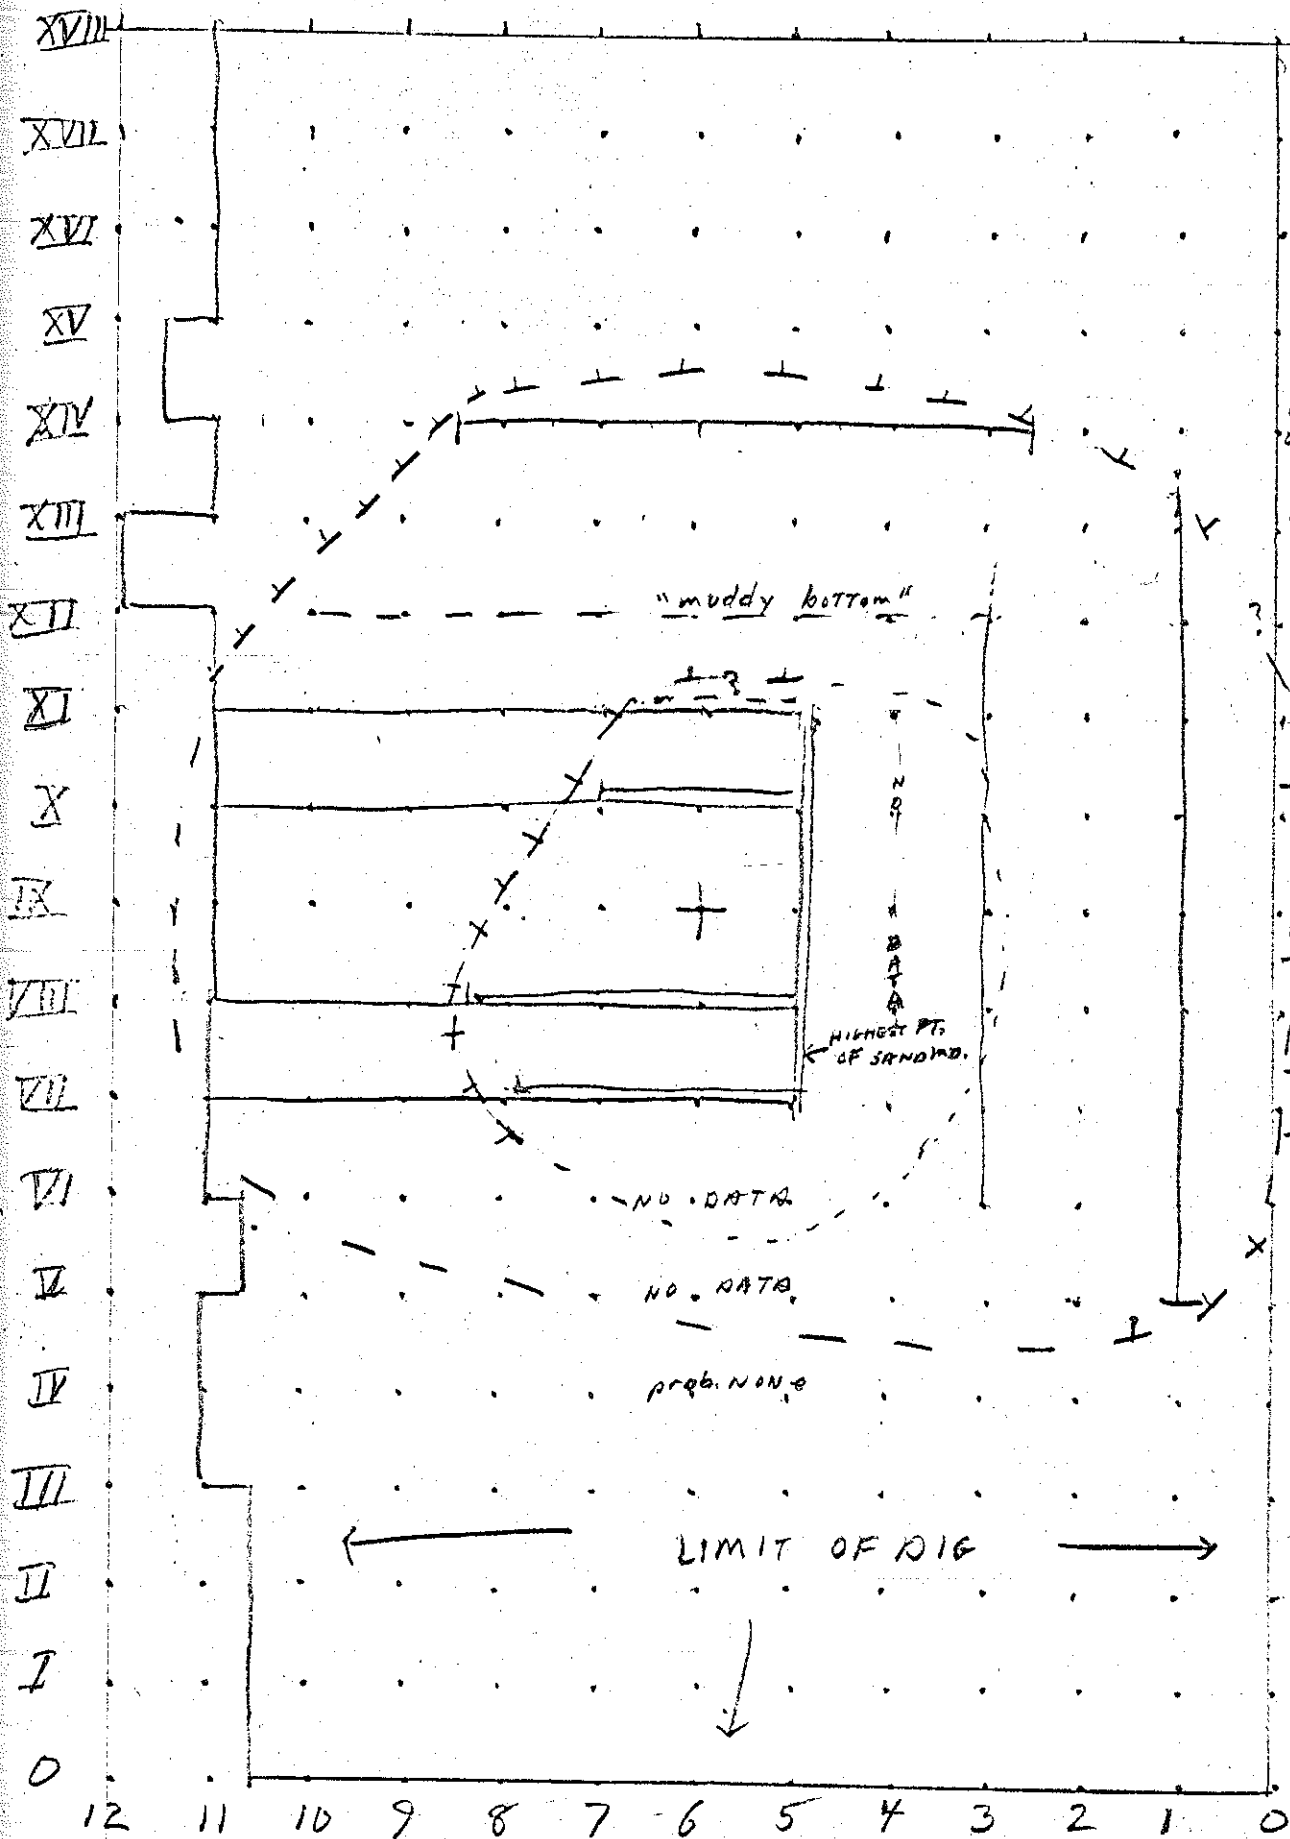 XVIII
XVII
XVI
XV
XIV
XIII
XII
"muddy bottom"
?
XI
?
X
NO
IX
DATA
VIII
HIGHEST PT.
OF SAND MD.
VII
VI
NO DATA
V
NO DATA
?
IV
prob. NONE
III
LIMIT OF DIG
II
I
0
12 11 10 9 8 7 6 5 4 3 2 1 0